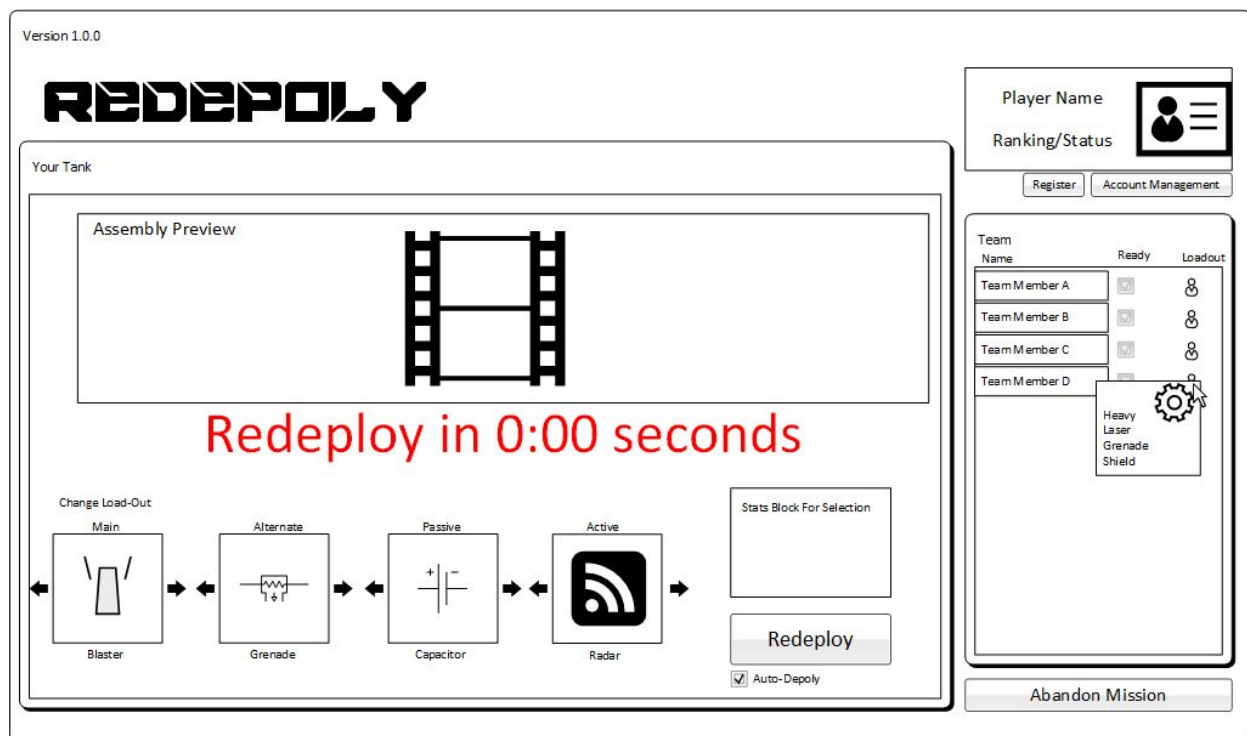 Version 1.0.0
REDEPOLY
Player Name
Ranking/Status
Register
Account Management
Your Tank
Assembly Preview
Redeploy in 0:00 seconds
Change Load-Out
Main
Alternate
Passive
Active
Blaster
Grenade
Capacitor
Radar
Stats Block For Selection
Redeploy
Auto-Depoly
Team
Name
Ready
Loadout
Team Member A
Team Member B
Team Member C
Team Member D
Heavy
Laser
Grenade
Shield
Abandon Mission